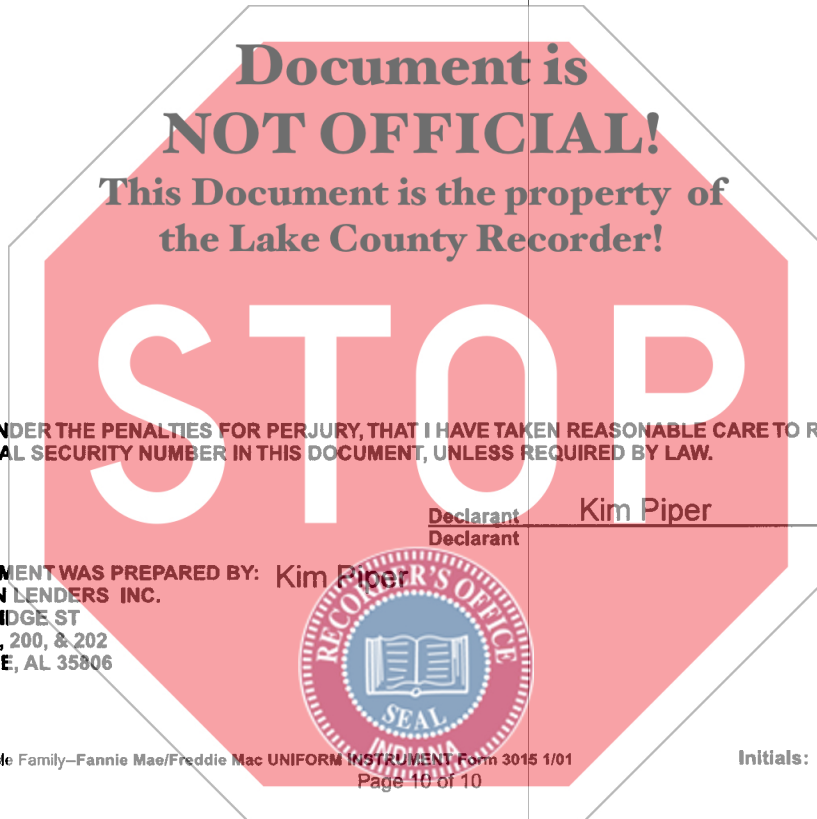 Document is
NOT OFFICIAL!
This Document is the property of
the Lake County Recorder!
STOP
NDER THE PENALTIES FOR PERJURY, THAT I HAVE TAKEN REASONABLE CARE TO R
AL SECURITY NUMBER IN THIS DOCUMENT, UNLESS REQUIRED BY LAW.
Declarant Kim Piper
Declarant
MENT WAS PREPARED BY: Kim Piper
N LENDERS INC.
IDGE ST
, 200, & 202
E, AL 35806
RECORDER'S OFFICE
SEAL
INDIANA
le Family–Fannie Mae/Freddie Mac UNIFORM INSTRUMENT Form 3015 1/01 Initials:
Page 10 of 10